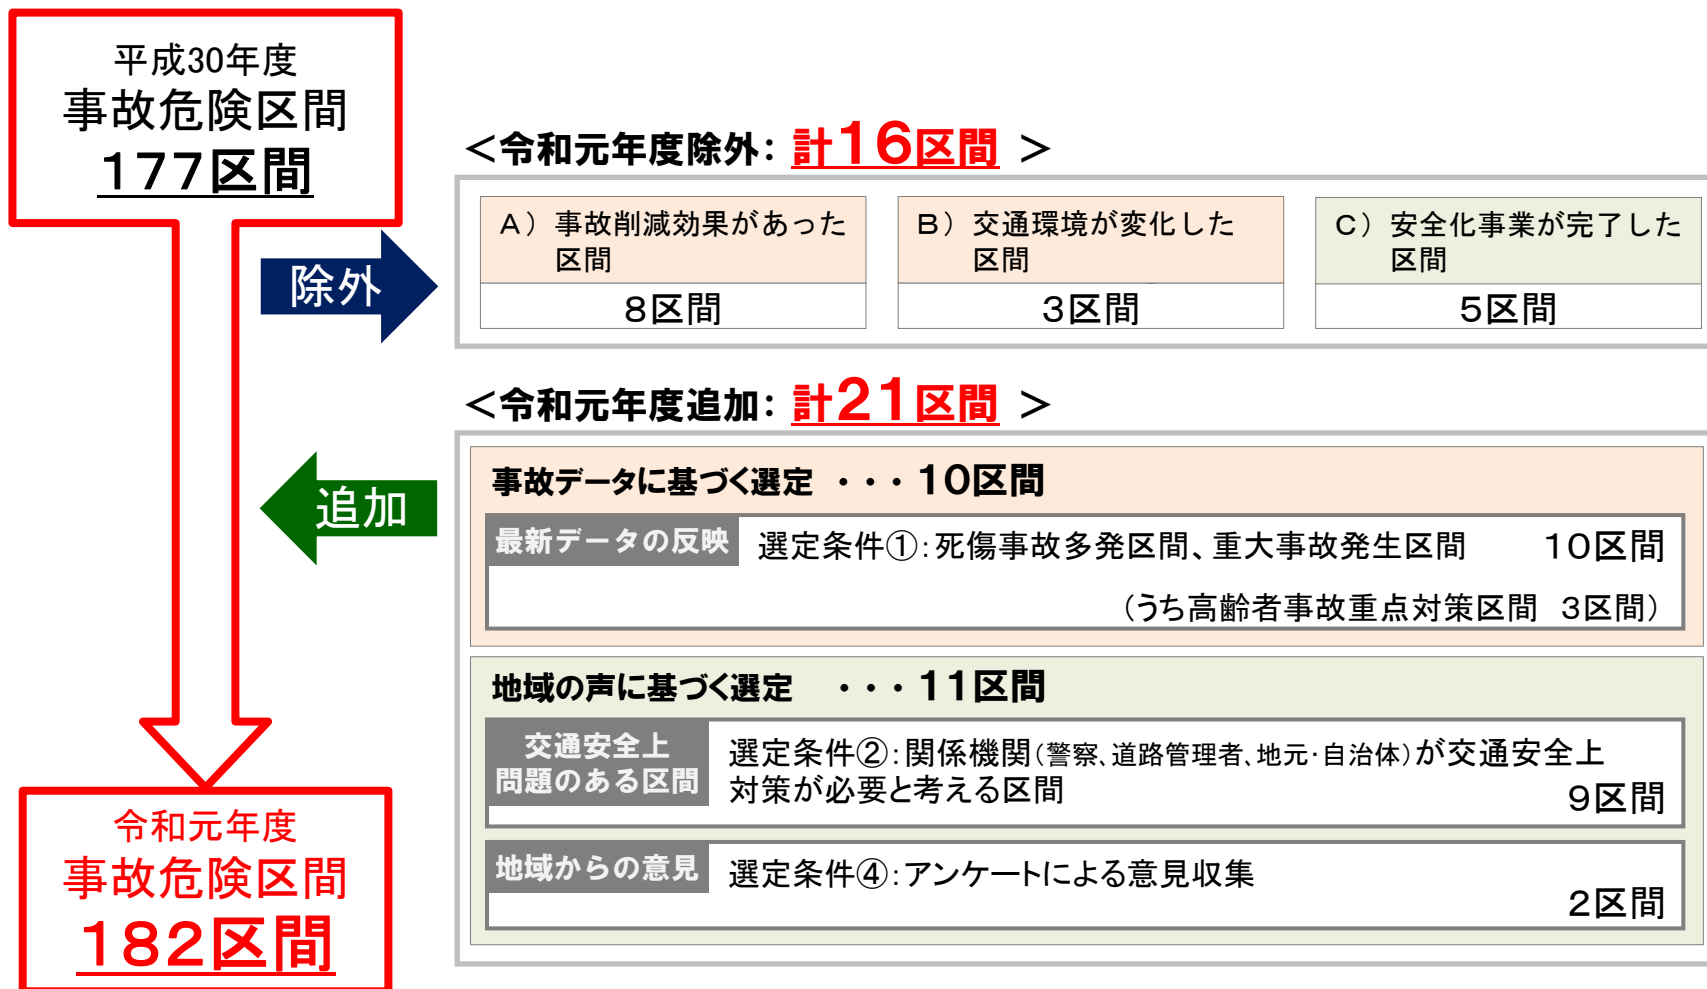 平成30年度
事故危険区間
177区間
除外
＜令和元年度除外：計16区間 ＞
A）事故削減効果があった
区間
8区間
B）交通環境が変化した
区間
3区間
C）安全化事業が完了した
区間
5区間
追加
＜令和元年度追加：計21区間 ＞
事故データに基づく選定 ・・・10区間
最新データの反映 選定条件①：死傷事故多発区間、重大事故発生区間 10区間
（うち高齢者事故重点対策区間 3区間）
地域の声に基づく選定 ・・・11区間
交通安全上
問題のある区間
選定条件②：関係機関（警察、道路管理者、地元・自治体）が交通安全上
対策が必要と考える区間
9区間
地域からの意見 選定条件④：アンケートによる意見収集
2区間
令和元年度
事故危険区間
182区間